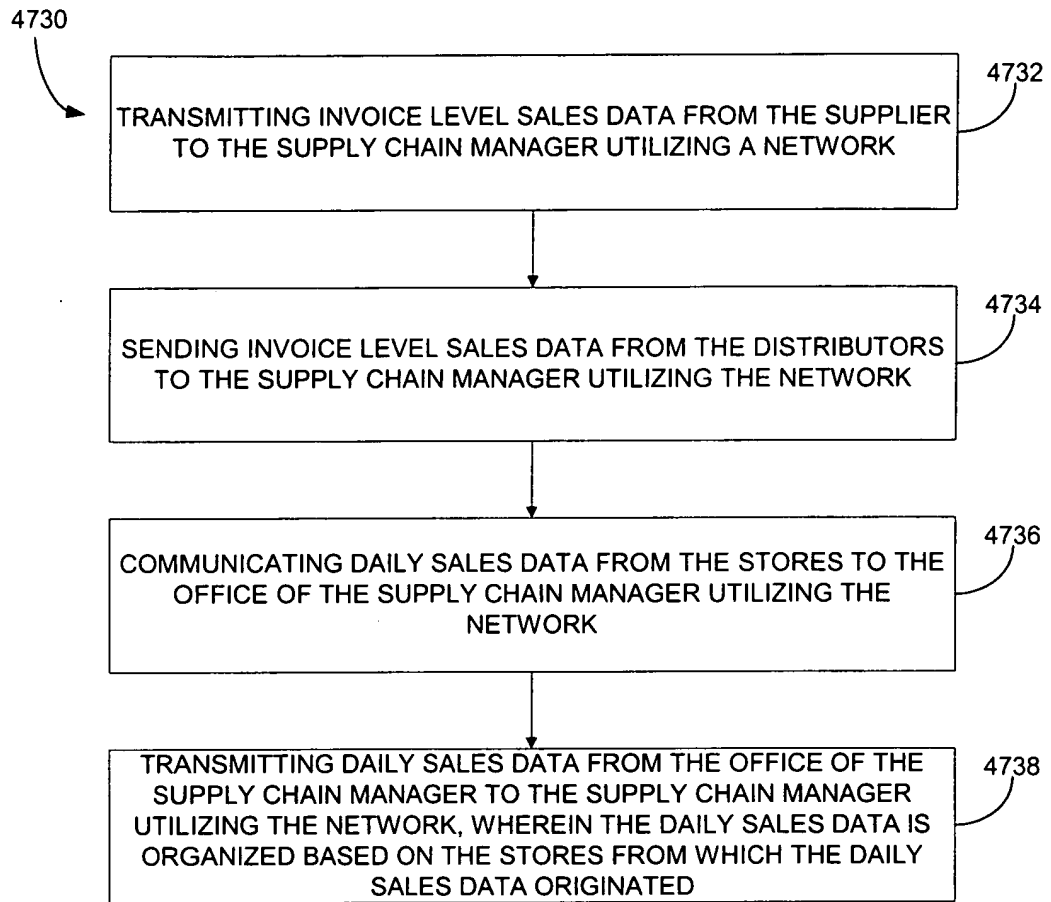 4730
4732
TRANSMITTING INVOICE LEVEL SALES DATA FROM THE SUPPLIER
TO THE SUPPLY CHAIN MANAGER UTILIZING A NETWORK
4734
SENDING INVOICE LEVEL SALES DATA FROM THE DISTRIBUTORS
TO THE SUPPLY CHAIN MANAGER UTILIZING THE NETWORK
4736
COMMUNICATING DAILY SALES DATA FROM THE STORES TO THE
OFFICE OF THE SUPPLY CHAIN MANAGER UTILIZING THE
NETWORK
4738
TRANSMITTING DAILY SALES DATA FROM THE OFFICE OF THE
SUPPLY CHAIN MANAGER TO THE SUPPLY CHAIN MANAGER
UTILIZING THE NETWORK, WHEREIN THE DAILY SALES DATA IS
ORGANIZED BASED ON THE STORES FROM WHICH THE DAILY
SALES DATA ORIGINATED